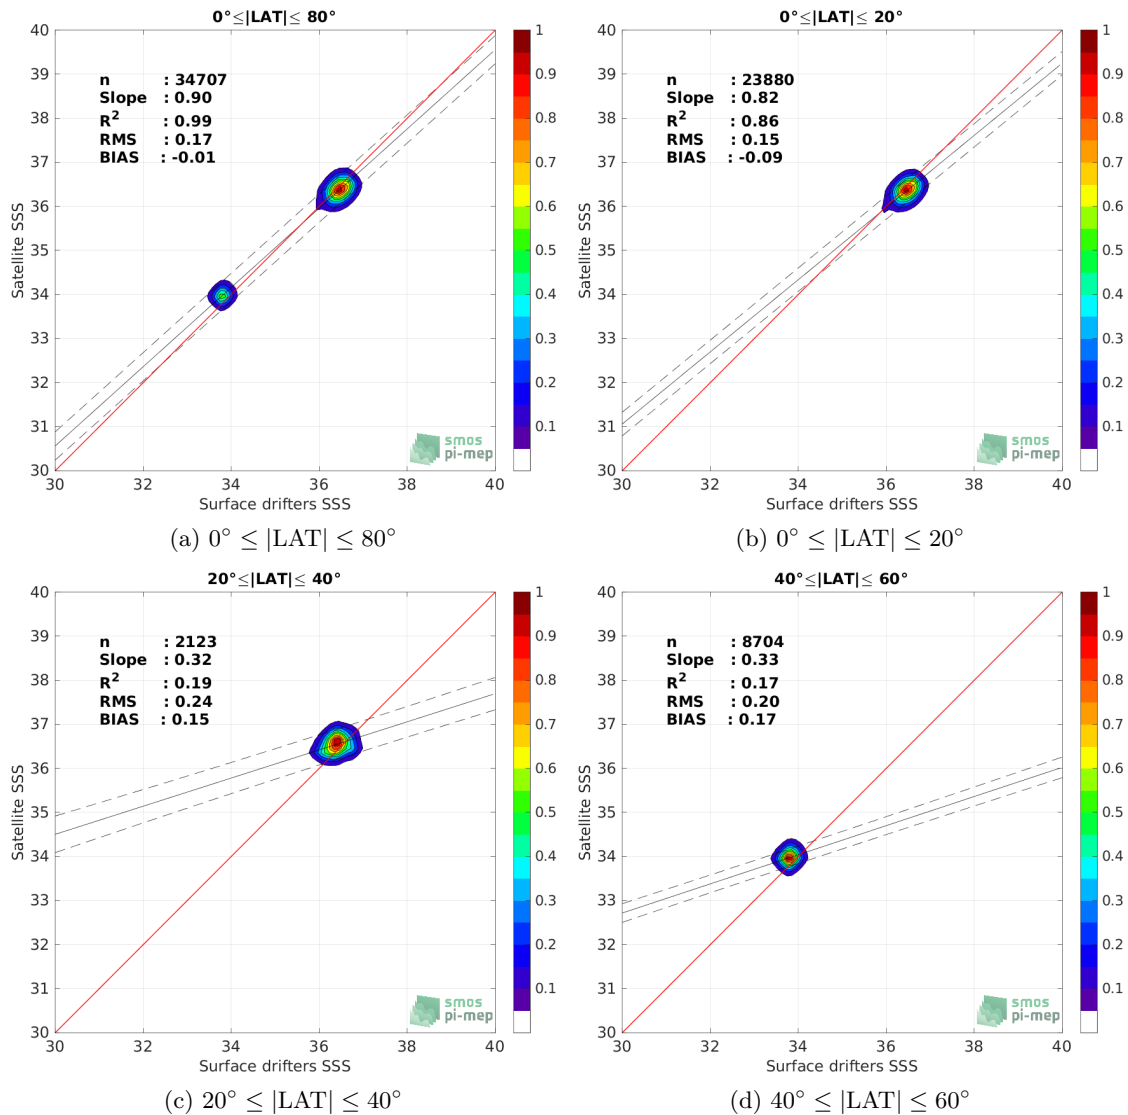 0°≤|LAT|≤ 80°
40
39
38
37
36
35
34
33
32
31
30
Satellite SSS
n : 34707
Slope : 0.90
R² : 0.99
RMS : 0.17
BIAS : -0.01
smos
pi-mep
30 32 34 36 38 40
Surface drifters SSS
1
0.9
0.8
0.7
0.6
0.5
0.4
0.3
0.2
0.1
(a) 0° ≤ |LAT| ≤ 80°
0°≤|LAT|≤ 20°
40
39
38
37
36
35
34
33
32
31
30
Satellite SSS
n : 23880
Slope : 0.82
R² : 0.86
RMS : 0.15
BIAS : -0.09
smos
pi-mep
30 32 34 36 38 40
Surface drifters SSS
1
0.9
0.8
0.7
0.6
0.5
0.4
0.3
0.2
0.1
(b) 0° ≤ |LAT| ≤ 20°
20°≤|LAT|≤ 40°
40
39
38
37
36
35
34
33
32
31
30
Satellite SSS
n : 2123
Slope : 0.32
R² : 0.19
RMS : 0.24
BIAS : 0.15
smos
pi-mep
30 32 34 36 38 40
Surface drifters SSS
1
0.9
0.8
0.7
0.6
0.5
0.4
0.3
0.2
0.1
(c) 20° ≤ |LAT| ≤ 40°
40°≤|LAT|≤ 60°
40
39
38
37
36
35
34
33
32
31
30
Satellite SSS
n : 8704
Slope : 0.33
R² : 0.17
RMS : 0.20
BIAS : 0.17
smos
pi-mep
30 32 34 36 38 40
Surface drifters SSS
1
0.9
0.8
0.7
0.6
0.5
0.4
0.3
0.2
0.1
(d) 40° ≤ |LAT| ≤ 60°